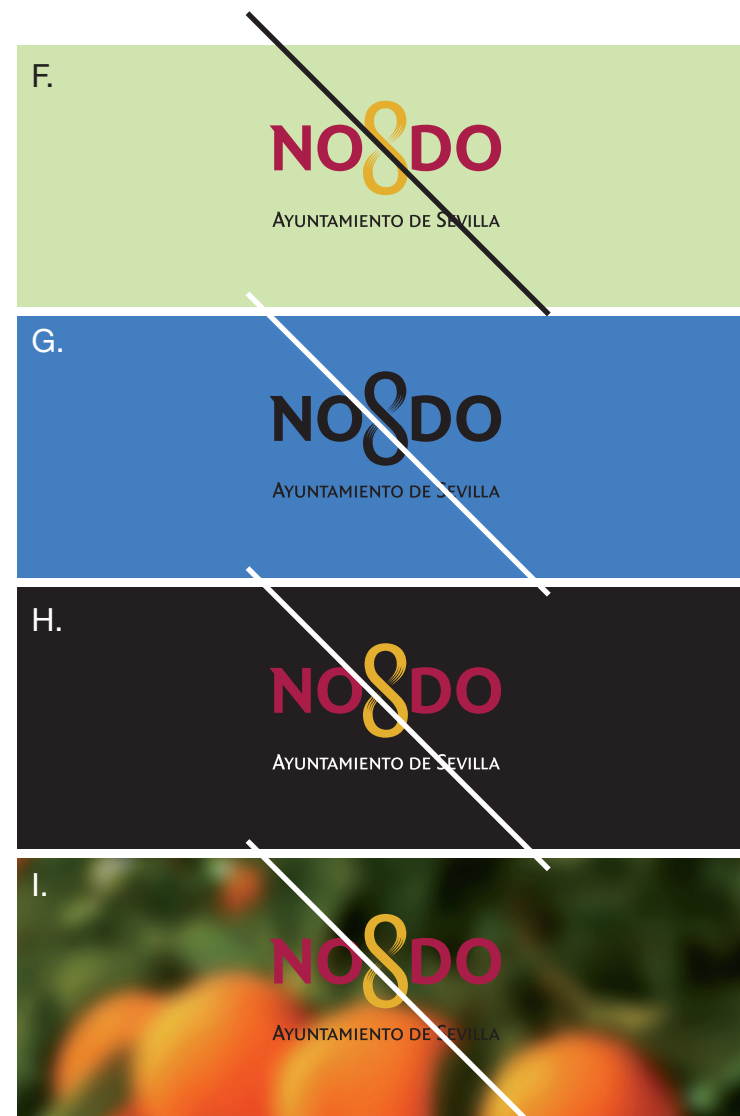 F.
NO8DO
AYUNTAMIENTO DE SEVILLA
G.
NO8DO
AYUNTAMIENTO DE SEVILLA
H.
NO8DO
AYUNTAMIENTO DE SEVILLA
I.
NO8DO
AYUNTAMIENTO DE SEVILLA